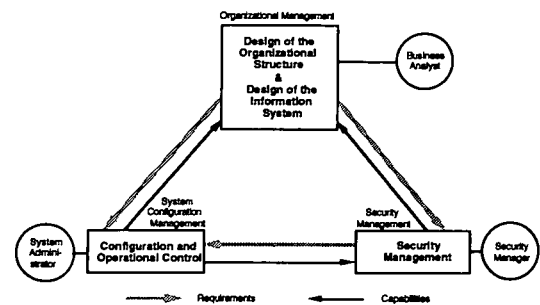 Organizational Management
Design of the
Organizational
Structure
&
Design of the
Information
System
Business
Analyst
System
Configuration
Management
Security
Management
System
Admini-
strator
Configuration and
Operational Control
Security
Management
Security
Manager
Requirements
Capabilities